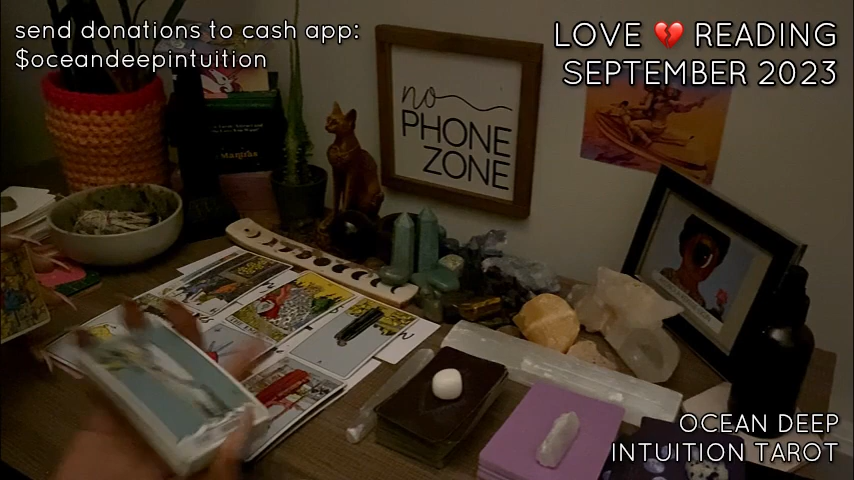 send donations to cash app:
$oceandeepintuition
LOVE 💔 READING
SEPTEMBER 2023
no
PHONE
ZONE
OCEAN DEEP
INTUITION TAROT